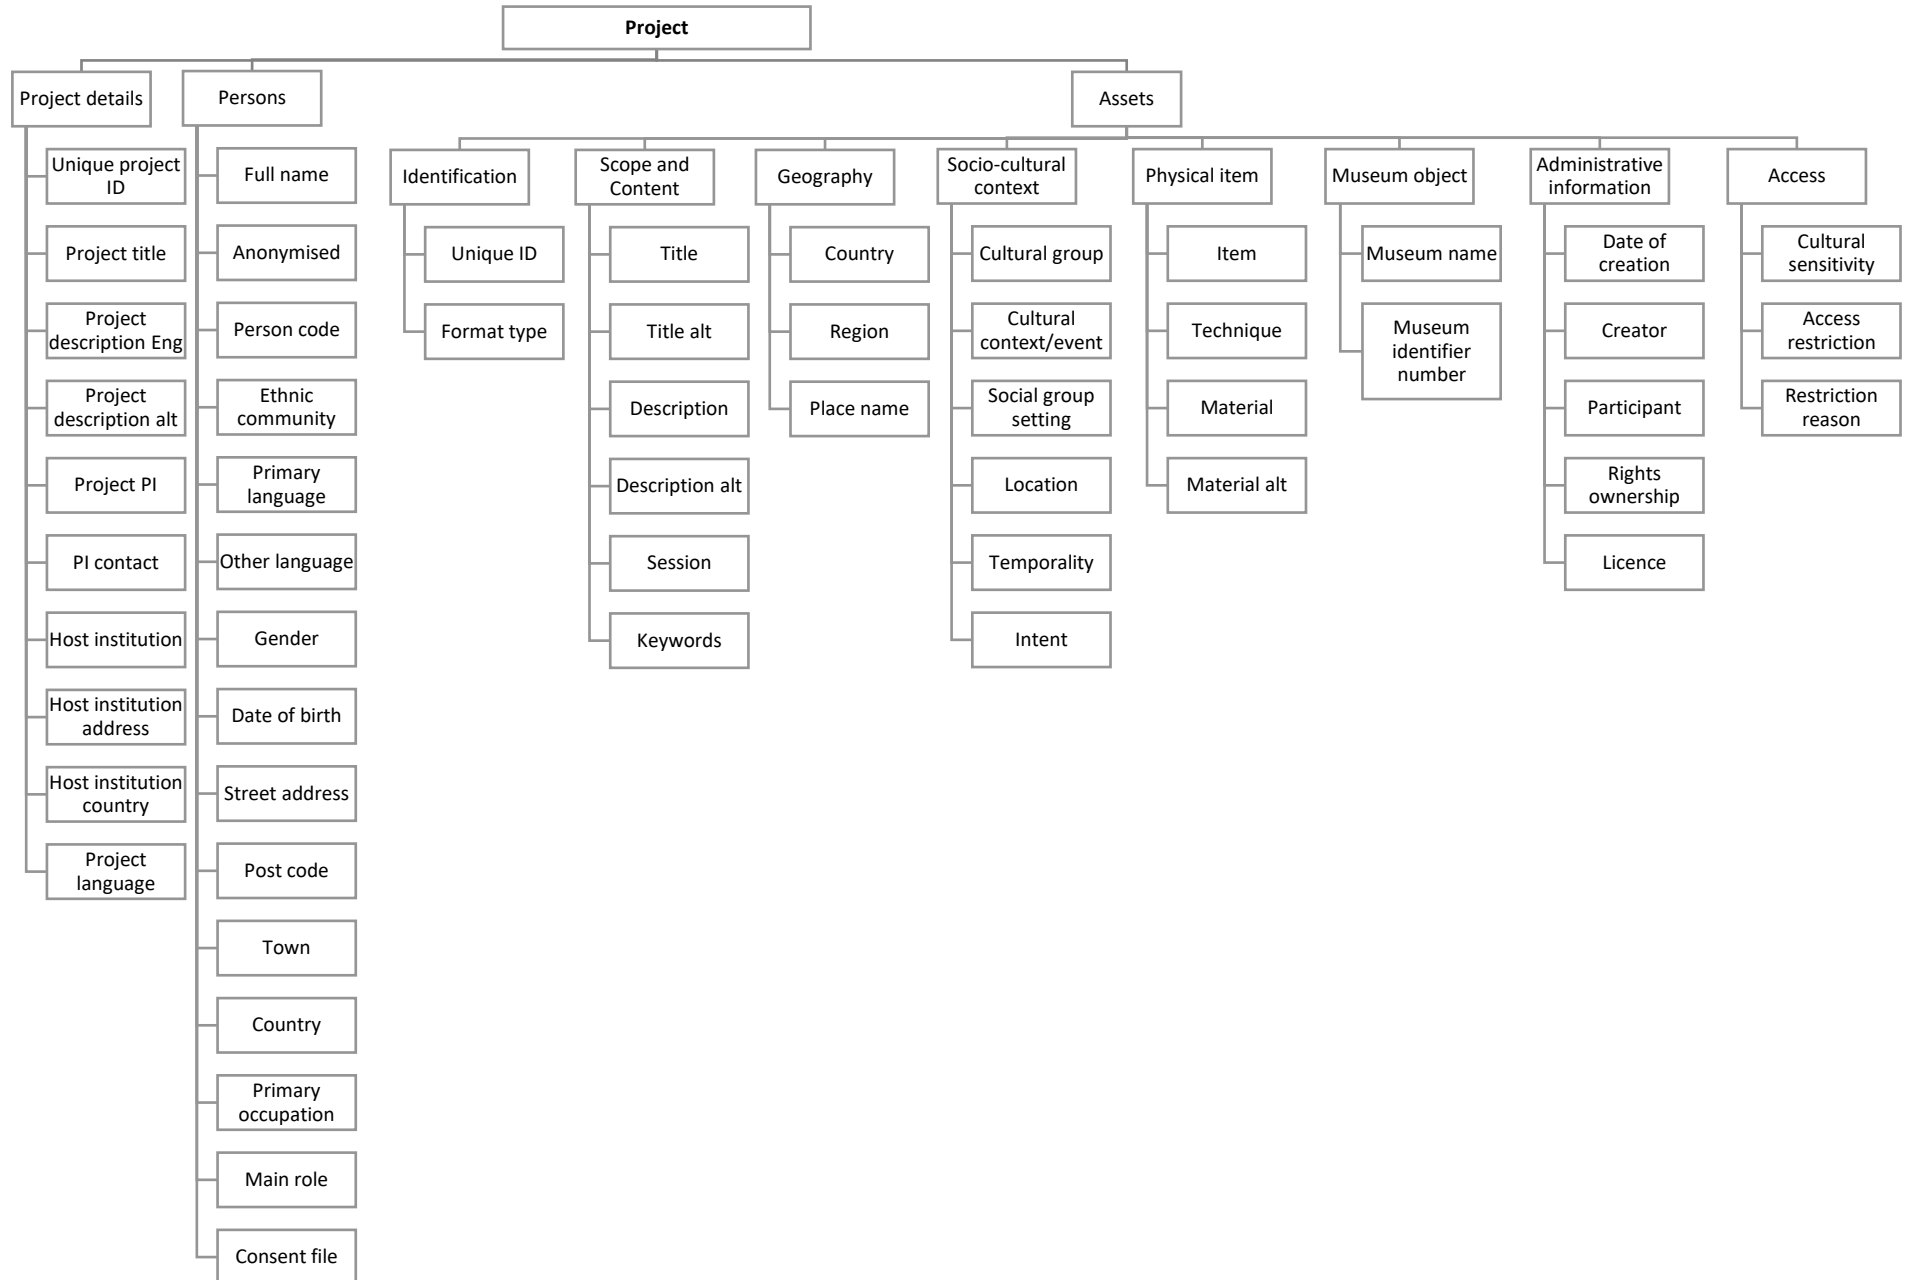 Project
Project details
Persons
Assets
Unique project
ID
Project title
Project
description Eng
Project
description alt
Project PI
PI contact
Host institution
Host institution
address
Host institution
country
Project
language
Full name
Anonymised
Person code
Ethnic
community
Primary
language
Other language
Gender
Date of birth
Street address
Post code
Town
Country
Primary
occupation
Main role
Consent file
Identification
Unique ID
Format type
Scope and
Content
Title
Title alt
Description
Description alt
Session
Keywords
Geography
Country
Region
Place name
Socio-cultural
context
Cultural group
Cultural
context/event
Social group
setting
Location
Temporality
Intent
Physical item
Item
Technique
Material
Material alt
Museum object
Museum name
Museum
identifier
number
Administrative
information
Date of
creation
Creator
Participant
Rights
ownership
Licence
Access
Cultural
sensitivity
Access
restriction
Restriction
reason